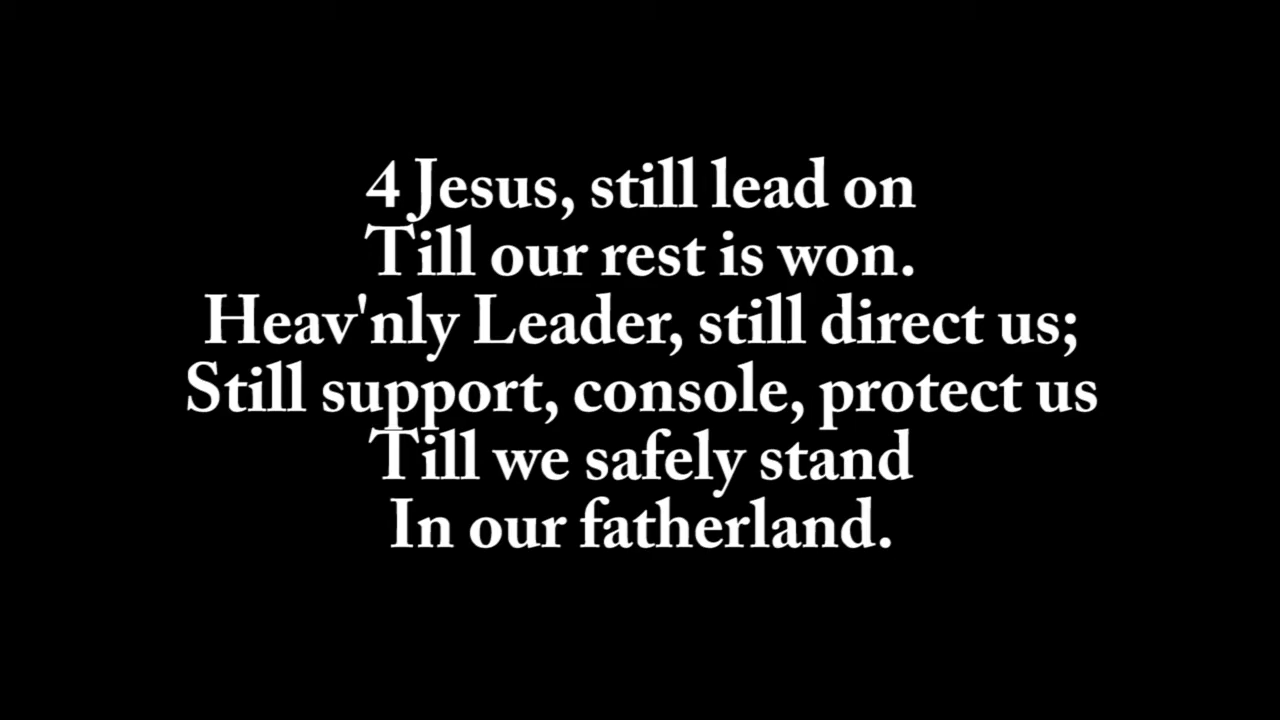 4 Jesus, still lead on
Till our rest is won.
Heav'nly Leader, still direct us;
Still support, console, protect us
Till we safely stand
In our fatherland.